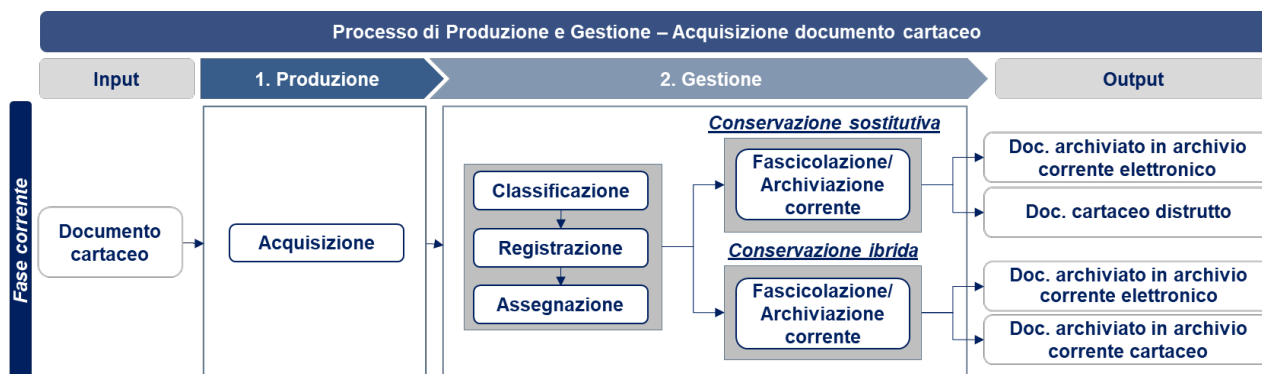 Processo di Produzione e Gestione – Acquisizione documento cartaceo
Input
1. Produzione
2. Gestione
Output
Fase corrente
Documento
cartaceo
Acquisizione
Classificazione
Registrazione
Assegnazione
Conservazione sostitutiva
Fascicolazione/
Archiviazione
corrente
Conservazione ibrida
Fascicolazione/
Archiviazione
corrente
Doc. archiviato in archivio
corrente elettronico
Doc. cartaceo distrutto
Doc. archiviato in archivio
corrente elettronico
Doc. archiviato in archivio
corrente cartaceo